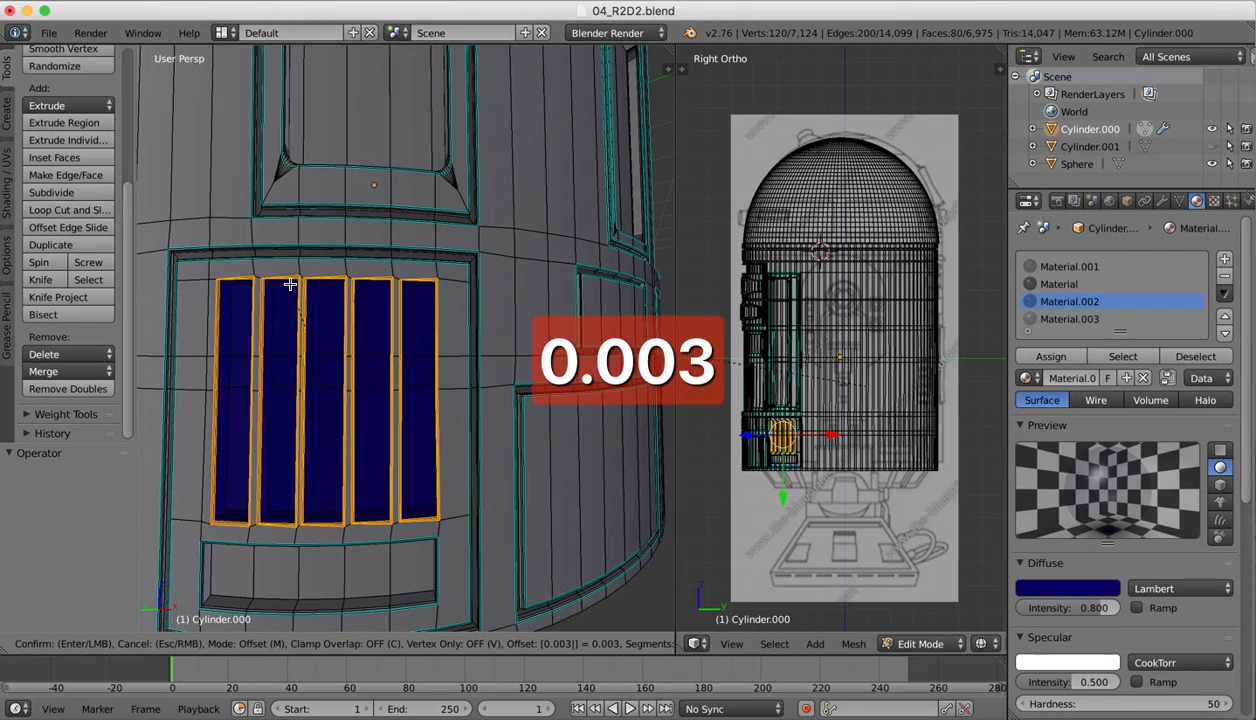 04_R2D2.blend
File Render Window Help Default Scene Blender Render v2.76 | Verts:120/7,124 | Edges:200/14,099 | Faces:80/6,975 | Tris:14,047 | Mem:63.12M | Cylinder.000
Smooth Vertex
Randomize
Add:
Extrude
Extrude Region
Extrude Individ...
Inset Faces
Make Edge/Face
Subdivide
Loop Cut and Sl...
Offset Edge Slide
Duplicate
Spin Screw
Knife Select
Knife Project
Bisect
Remove:
Delete
Merge
Remove Doubles
Weight Tools
History
Operator
Tools
Create
Shading / UVs
Options
Grease Pencil
User Persp
(1) Cylinder.000
0.003
Right Ortho
(1) Cylinder.000
Confirm: (Enter/LMB), Cancel: (Esc/RMB), Mode: Offset (M), Clamp Overlap: OFF (C), Vertex Only: OFF (V), Offset: [0.003|] = 0.003, Segments:
View Select Add Mesh Edit Mode
View Search All Scenes
Scene
RenderLayers
World
Cylinder.000
Cylinder.001
Sphere
Cylinder.... Material....
Material.001
Material
Material.002
Material.003
Assign Select Deselect
Material.0 F Data
Surface Wire Volume Halo
Preview
Diffuse
Lambert
Intensity: 0.800 Ramp
Specular
CookTorr
Intensity: 0.500 Ramp
Hardness: 50
-40 -20 0 20 40 60 80 100 120 140 160 180 200 220 240 260 280
View Marker Frame Playback Start: 1 End: 250 1 No Sync